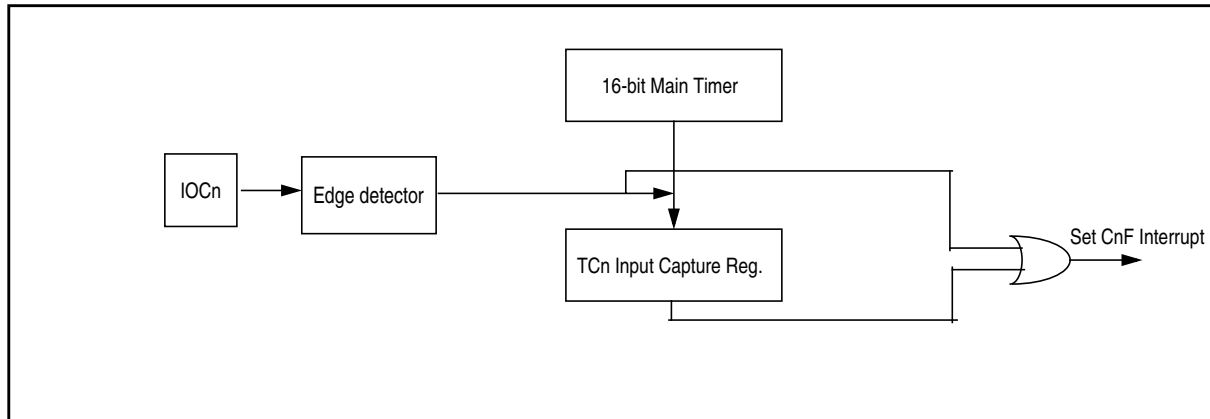 16-bit Main Timer
IOCn
Edge detector
TCn Input Capture Reg.
Set CnF Interrupt